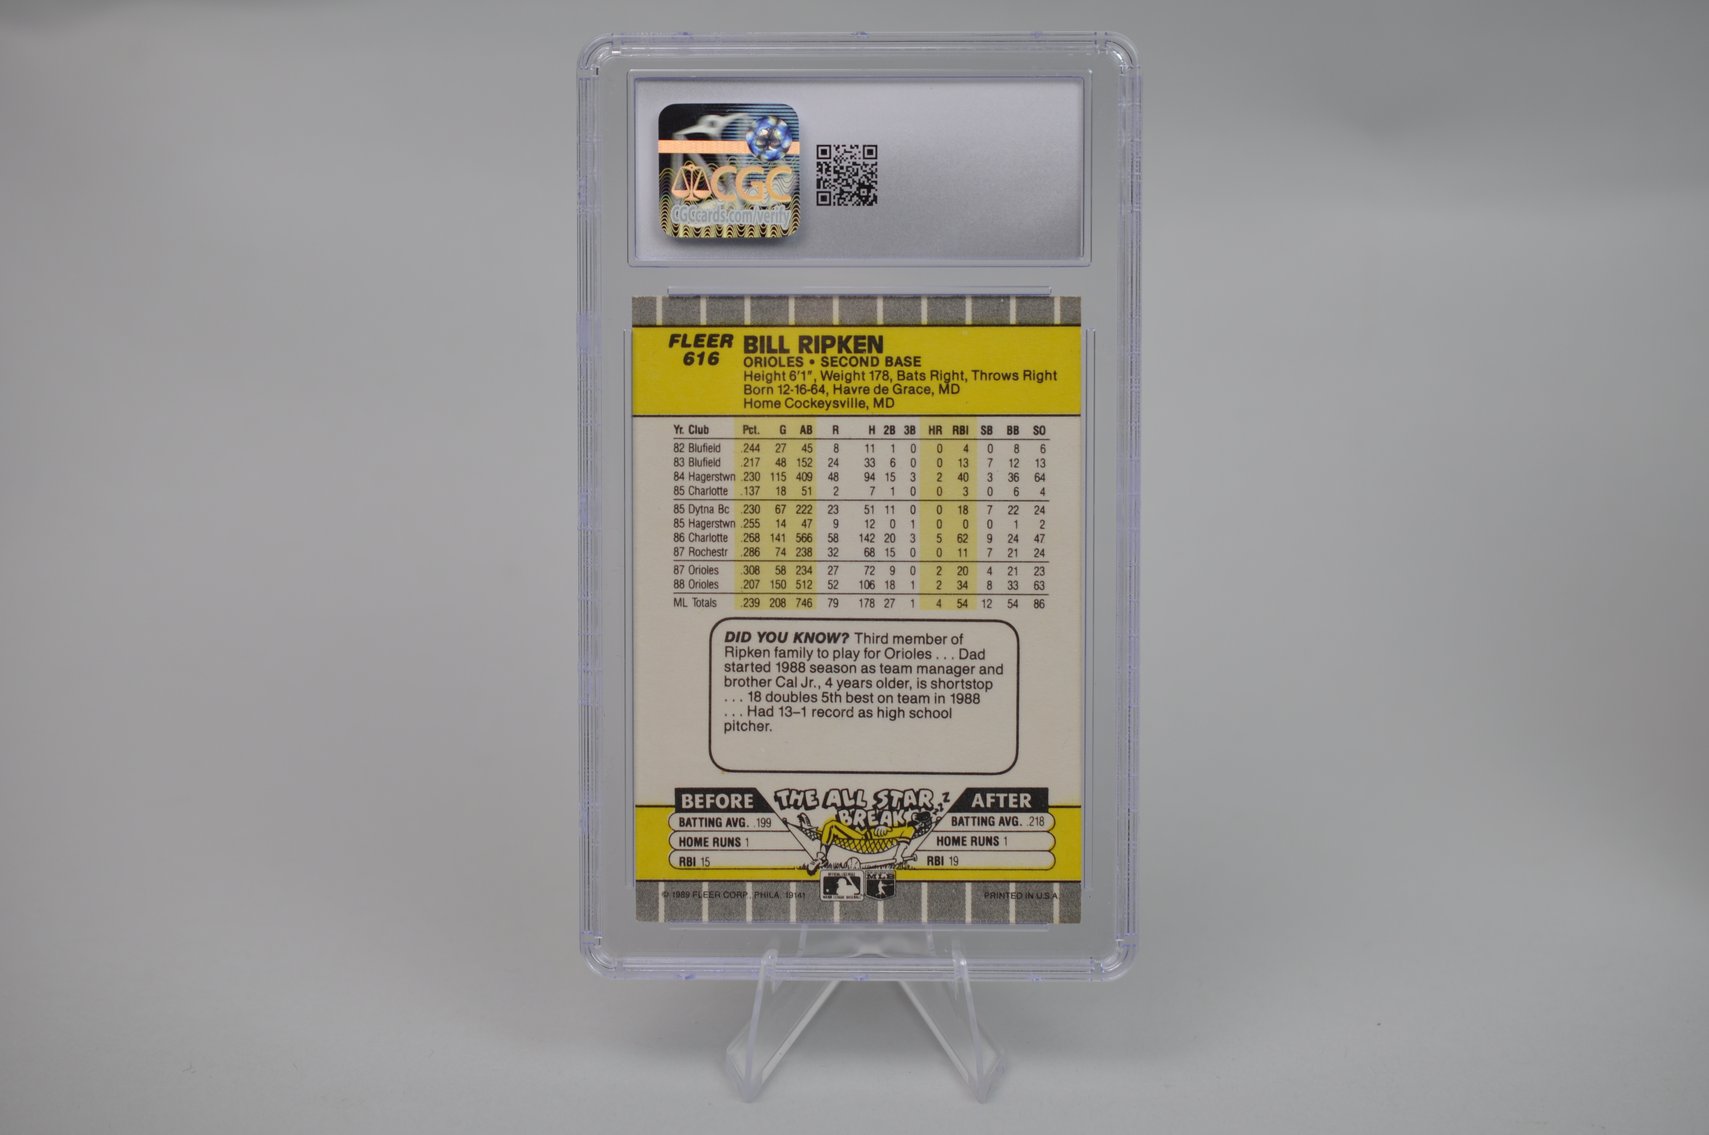 CGC
CGCcards.com/verify
FLEER
616
BILL RIPKEN
ORIOLES • SECOND BASE
Height 6'1", Weight 178, Bats Right, Throws Right
Born 12-16-64, Havre de Grace, MD
Home Cockeysville, MD
Yr. Club Pct. G AB R H 2B 3B HR RBI SB BB SO
82 Blufield .244 27 45 8 11 1 0 0 4 0 8 6
83 Blufield .217 48 152 24 33 6 0 0 13 7 12 13
84 Hagerstwn .230 115 409 48 94 15 3 2 40 3 36 64
85 Charlotte .137 18 51 2 7 1 0 0 3 0 6 4
85 Dytna Bc .230 67 222 23 51 11 0 0 18 7 22 24
85 Hagerstwn .255 14 47 9 12 0 1 0 0 0 1 2
86 Charlotte .268 141 566 58 142 20 3 5 62 9 24 47
87 Rochestr .286 74 238 32 68 15 0 0 11 7 21 24
87 Orioles .308 58 234 27 72 9 0 2 20 4 21 23
88 Orioles .207 150 512 52 106 18 1 2 34 8 33 63
ML Totals .239 208 746 79 178 27 1 4 54 12 54 86
DID YOU KNOW? Third member of
Ripken family to play for Orioles . . . Dad
started 1988 season as team manager and
brother Cal Jr., 4 years older, is shortstop
. . . 18 doubles 5th best on team in 1988
. . . Had 13–1 record as high school
pitcher.
BEFORE THE ALL STAR BREAK AFTER
BATTING AVG. .199 BATTING AVG. .218
HOME RUNS 1 HOME RUNS 1
RBI 15 RBI 19
MLB
© 1989 FLEER CORP., PHILA. 19141 PRINTED IN U.S.A.